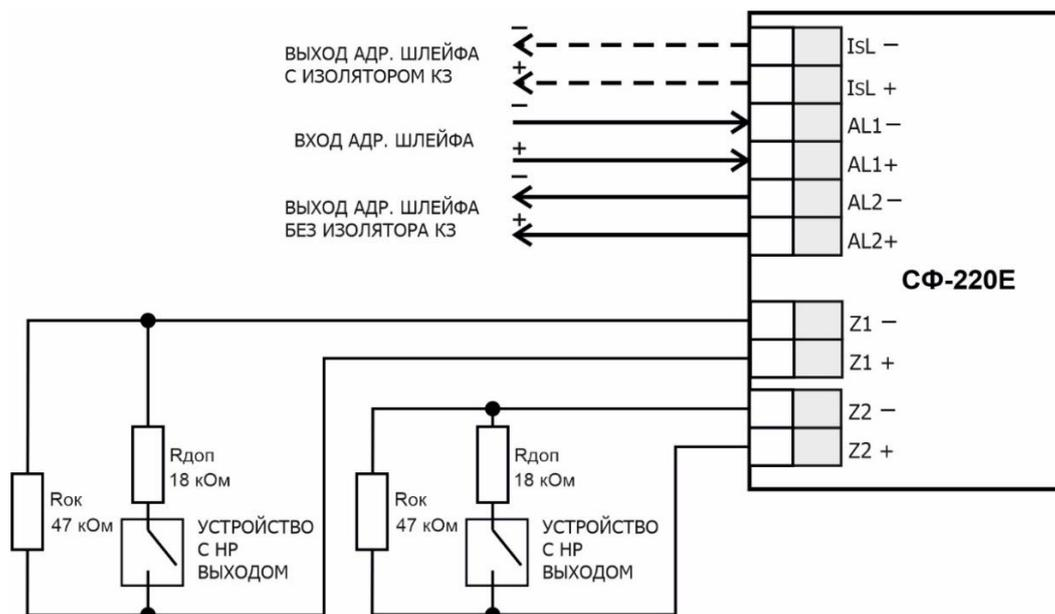 ВЫХОД АДР. ШЛЕЙФА
С ИЗОЛЯТОРОМ КЗ
−
+
IsL −
IsL +
ВХОД АДР. ШЛЕЙФА
−
+
AL1−
AL1+
ВЫХОД АДР. ШЛЕЙФА
БЕЗ ИЗОЛЯТОРА КЗ
−
+
AL2−
AL2+
СФ-220Е
Z1 −
Z1 +
Z2 −
Z2 +
Rдоп
18 кОм
Rок
47 кОм
УСТРОЙСТВО
С НР
ВЫХОДОМ
Rдоп
18 кОм
Rок
47 кОм
УСТРОЙСТВО
С НР
ВЫХОДОМ